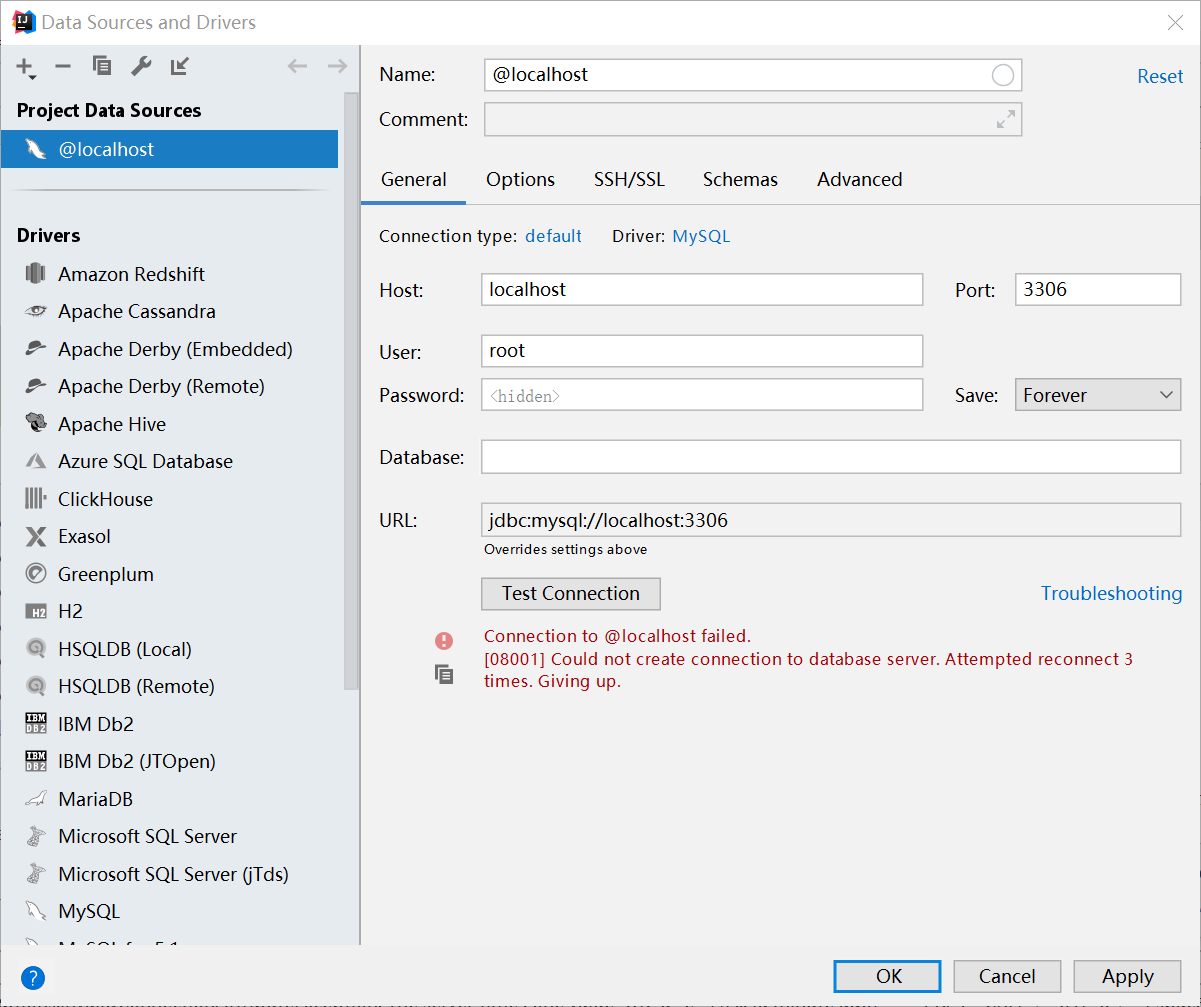 Data Sources and Drivers
Project Data Sources
@localhost
Drivers
Amazon Redshift
Apache Cassandra
Apache Derby (Embedded)
Apache Derby (Remote)
Apache Hive
Azure SQL Database
ClickHouse
Exasol
Greenplum
H2
HSQLDB (Local)
HSQLDB (Remote)
IBM Db2
IBM Db2 (JTOpen)
MariaDB
Microsoft SQL Server
Microsoft SQL Server (jTds)
MySQL
Name: @localhost
Reset
Comment:
General Options SSH/SSL Schemas Advanced
Connection type: default Driver: MySQL
Host: localhost Port: 3306
User: root
Password: <hidden> Save: Forever
Database:
URL: jdbc:mysql://localhost:3306
Overrides settings above
Test Connection Troubleshooting
Connection to @localhost failed.
[08001] Could not create connection to database server. Attempted reconnect 3
times. Giving up.
? OK Cancel Apply